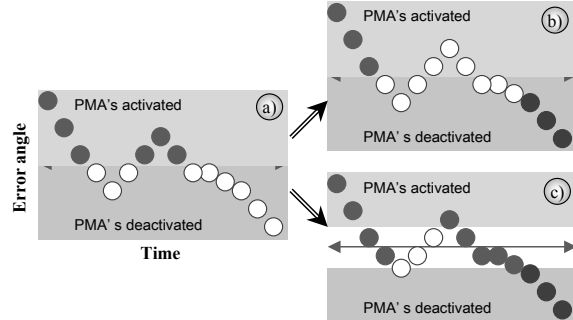 PMA's activated
a)
PMA' s deactivated
Error angle
Time
PMA's activated
b)
PMA' s deactivated
PMA's activated
c)
PMA' s deactivated